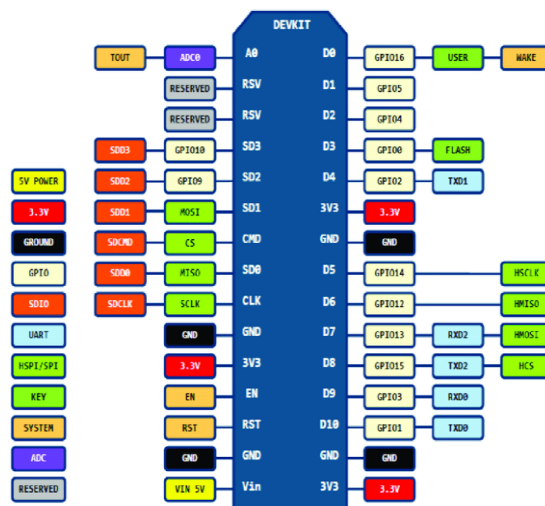 DEVKIT
TOUT ADC0 A0 D0 GPIO16 USER WAKE
RESERVED RSV D1 GPIO5
RESERVED RSV D2 GPIO4
SDD3 GPIO10 SD3 D3 GPIO0 FLASH
5V POWER SDD2 GPIO9 SD2 D4 GPIO2 TXD1
3.3V SDD1 MOSI SD1 3V3 3.3V
GROUND SDCMD CS CMD GND GND
GPIO SDD0 MISO SD0 D5 GPIO14 HSCLK
SDIO SDCLK SCLK CLK D6 GPIO12 HMISO
UART GND GND D7 GPIO13 RXD2 HMOSI
HSPI/SPI 3.3V 3V3 D8 GPIO15 TXD2 HCS
KEY EN EN D9 GPIO3 RXD0
SYSTEM RST RST D10 GPIO1 TXD0
ADC GND GND GND GND
RESERVED VIN 5V Vin 3V3 3.3V